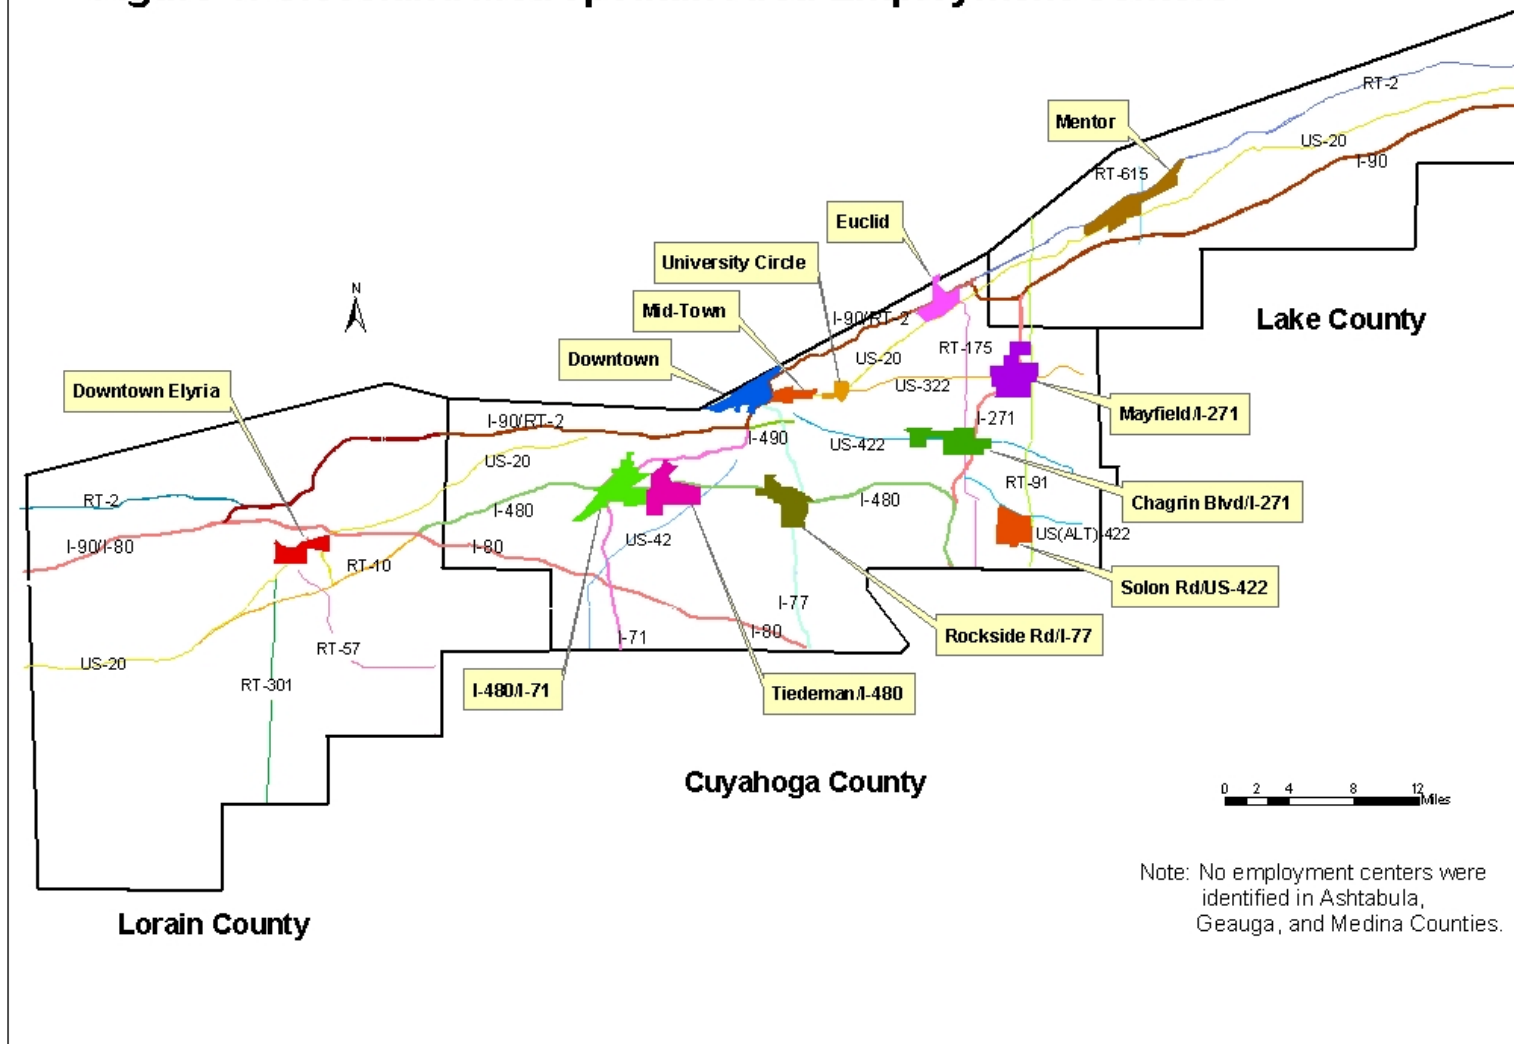 RT-2
Mentor
US-20
I-90
RT-615
Euclid
University Circle
N
Mid-Town
I-90/RT-2
Lake County
Downtown
RT-175
US-20
Downtown Elyria
US-322
Mayfield/I-271
I-90/RT-2
I-271
I-490
US-422
US-20
RT-91
Chagrin Blvd/I-271
RT-2
I-480
I-480
US(ALT)-422
US-42
I-90/I-80
I-80
RT-10
Solon Rd/US-422
I-77
I-80
I-71
Rockside Rd/I-77
RT-57
US-20
RT-301
I-480/I-71
Tiedeman/I-480
Cuyahoga County
0 2 4 8 12
Miles
Note: No employment centers were
identified in Ashtabula,
Geauga, and Medina Counties.
Lorain County